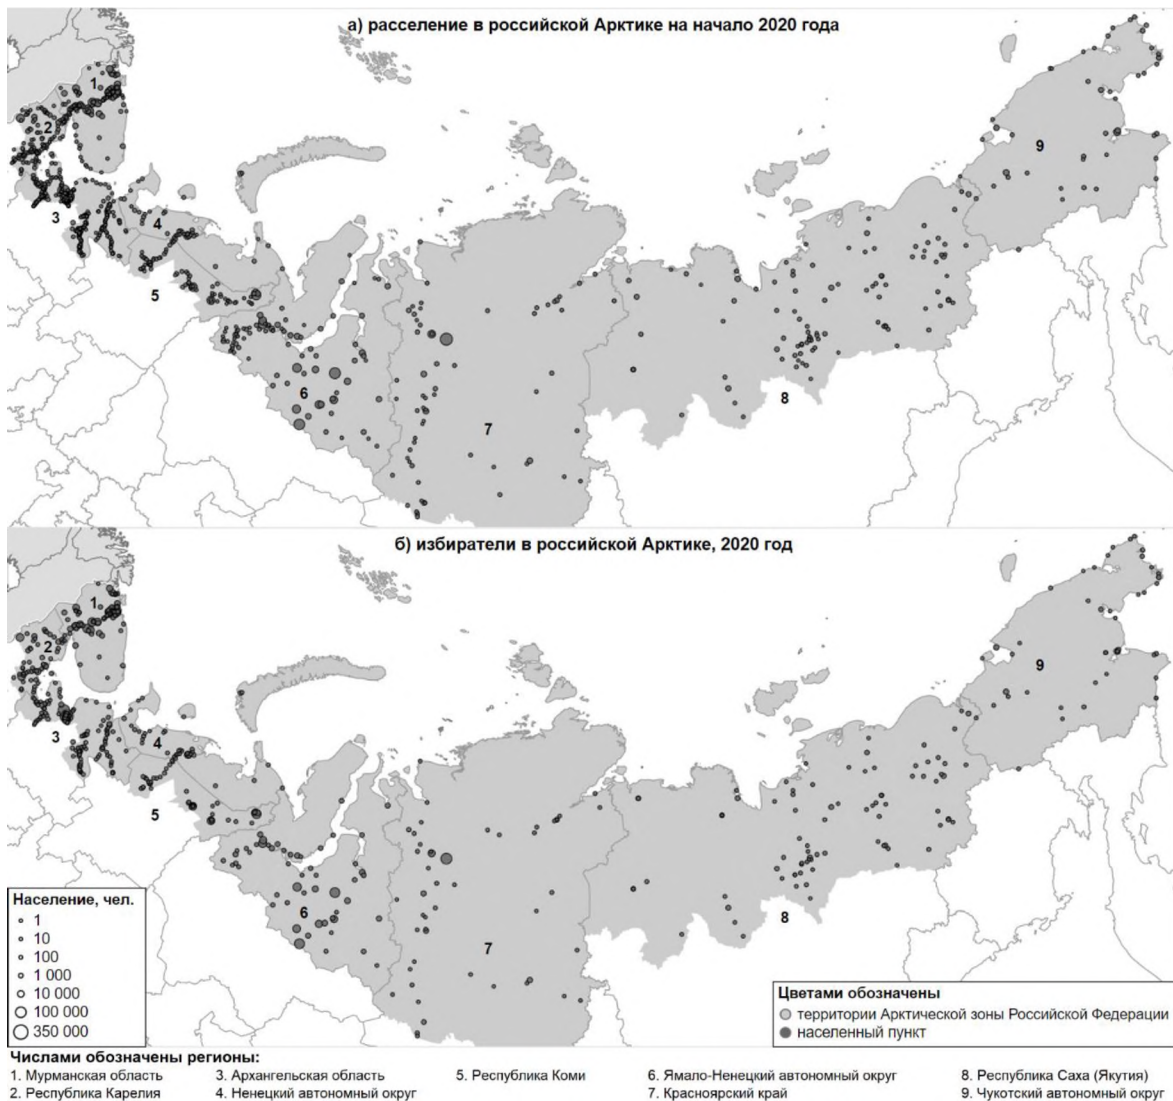 а) расселение в российской Арктике на начало 2020 года
1
2
3
4
5
6
7
8
9
б) избиратели в российской Арктике, 2020 год
1
2
3
4
5
6
7
8
9
Население, чел.
1
10
100
1 000
10 000
100 000
350 000
Цветами обозначены
территории Арктической зоны Российской Федерации
населенный пункт
Числами обозначены регионы:
1. Мурманская область 3. Архангельская область 5. Республика Коми 6. Ямало-Ненецкий автономный округ 8. Республика Саха (Якутия)
2. Республика Карелия 4. Ненецкий автономный округ 7. Красноярский край 9. Чукотский автономный округ